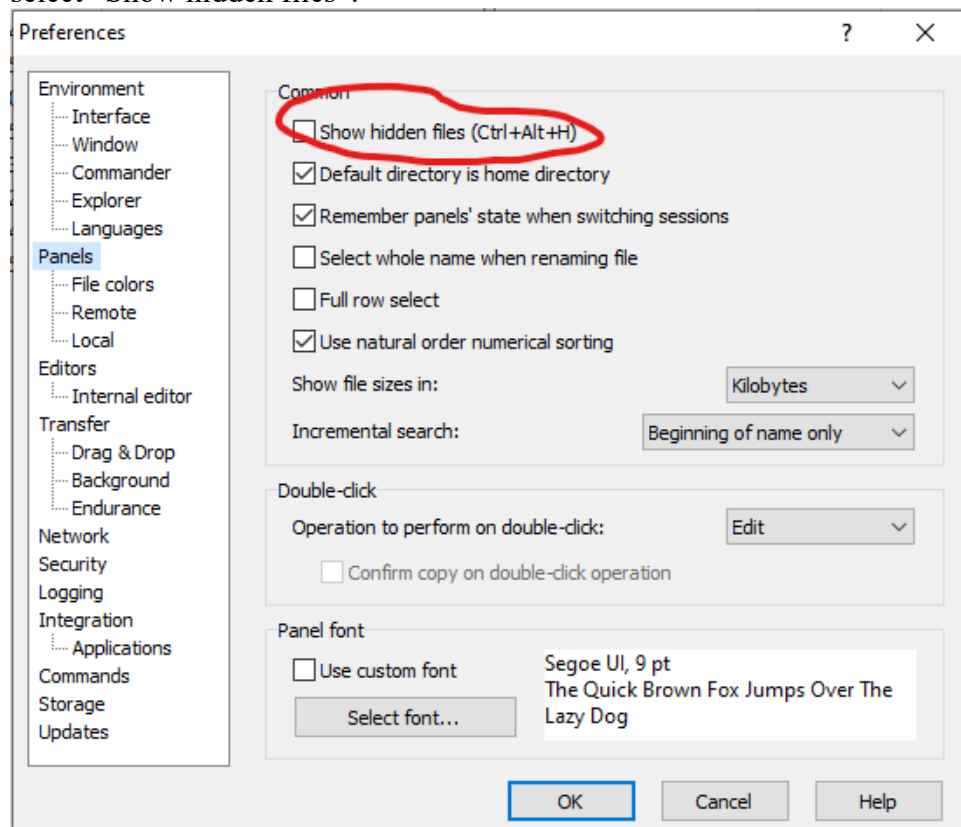 select "Show hidden files".
Preferences
?
Environment
Interface
Window
Commander
Explorer
Languages
Panels
File colors
Remote
Local
Editors
Internal editor
Transfer
Drag & Drop
Background
Endurance
Network
Security
Logging
Integration
Applications
Commands
Storage
Updates
Common
Show hidden files (Ctrl+Alt+H)
Default directory is home directory
Remember panels' state when switching sessions
Select whole name when renaming file
Full row select
Use natural order numerical sorting
Show file sizes in: Kilobytes
Incremental search: Beginning of name only
Double-click
Operation to perform on double-click: Edit
Confirm copy on double-click operation
Panel font
Use custom font
Select font...
Segoe UI, 9 pt
The Quick Brown Fox Jumps Over The
Lazy Dog
OK Cancel Help